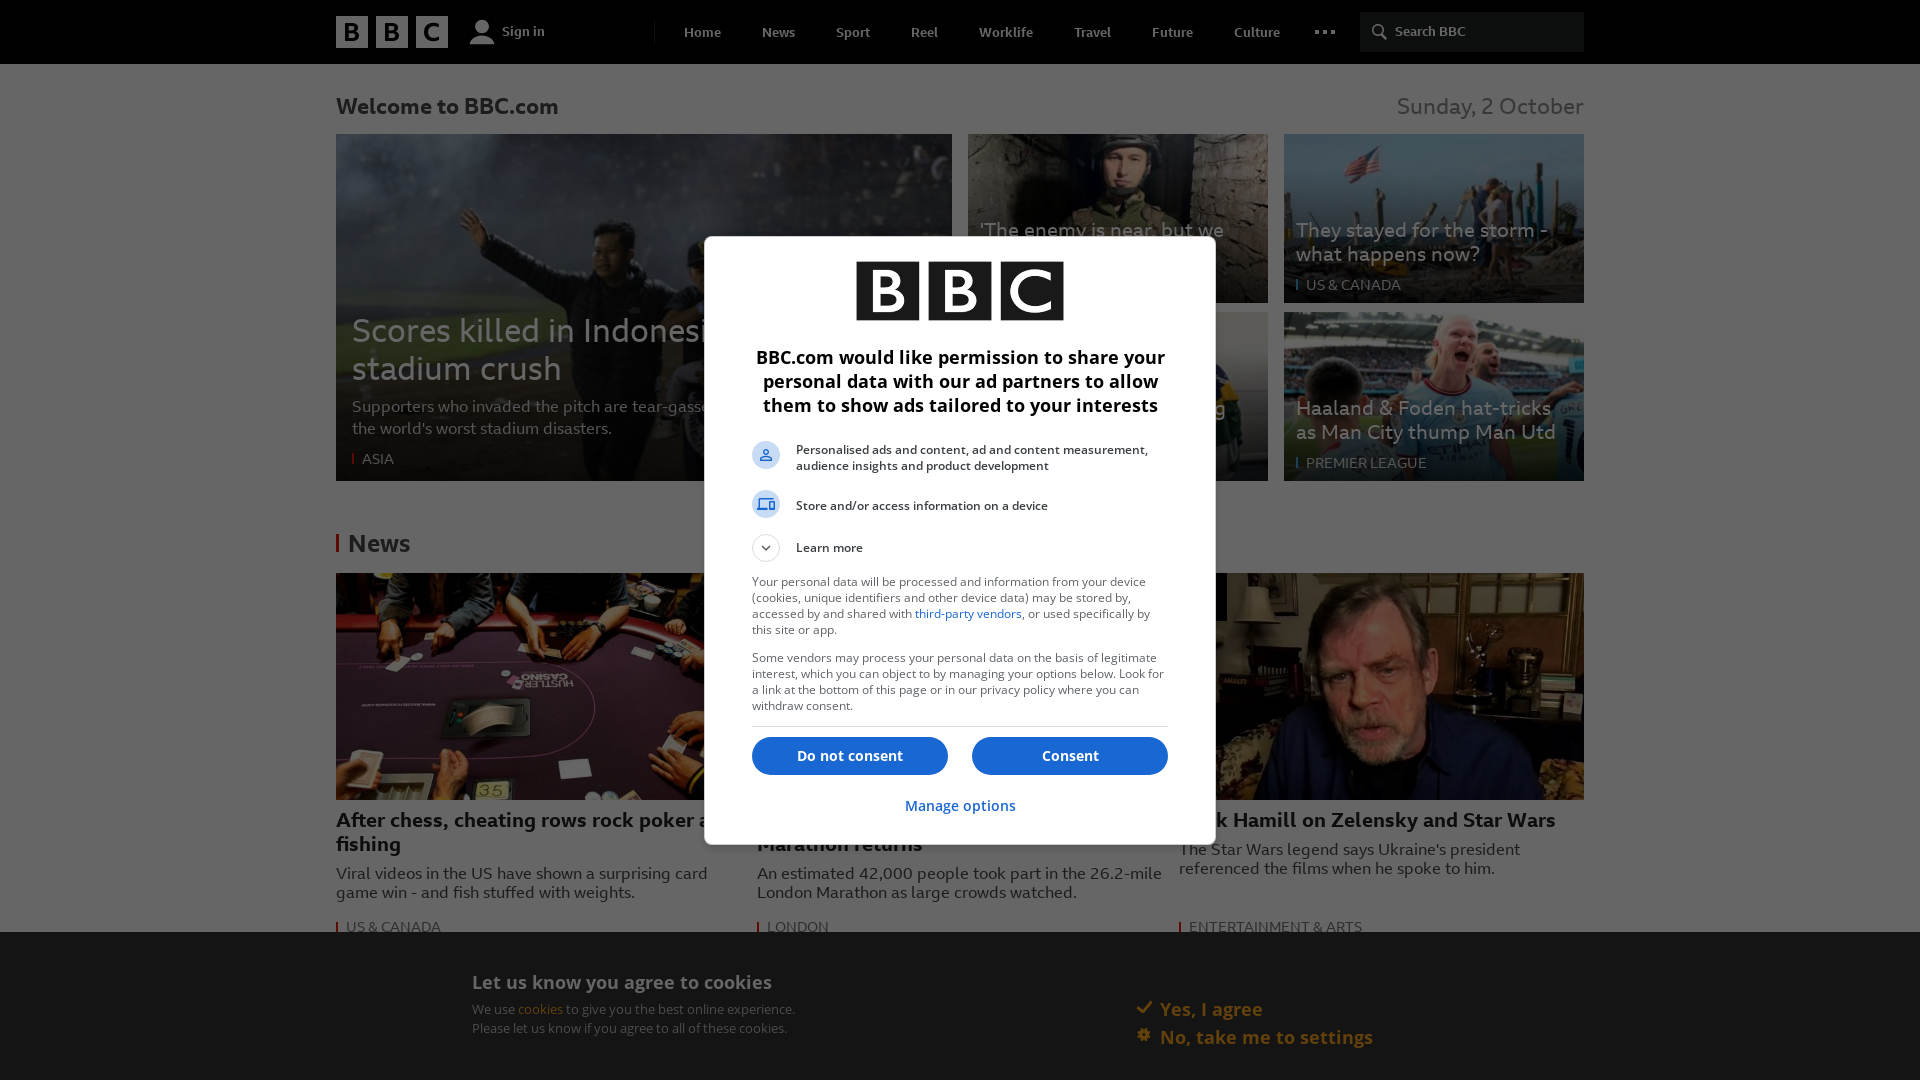 BBC
Sign in
Home
News
Sport
Reel
Worklife
Travel
Future
Culture
Search BBC
Welcome to BBC.com
Sunday, 2 October
Scores killed in Indonesi
stadium crush
Supporters who invaded the pitch are tear-gasse
the world's worst stadium disasters.
ASIA
'The enemy is near, but we
They stayed for the storm -
what happens now?
US & CANADA
Haaland & Foden hat-tricks
as Man City thump Man Utd
PREMIER LEAGUE
BBC
BBC.com would like permission to share your
personal data with our ad partners to allow
them to show ads tailored to your interests
Personalised ads and content, ad and content measurement,
audience insights and product development
Store and/or access information on a device
Learn more
Your personal data will be processed and information from your device
(cookies, unique identifiers and other device data) may be stored by,
accessed by and shared with third-party vendors, or used specifically by
this site or app.
Some vendors may process your personal data on the basis of legitimate
interest, which you can object to by managing your options below. Look for
a link at the bottom of this page or in our privacy policy where you can
withdraw consent.
Do not consent
Consent
Manage options
News
HUSTLER
CASINO
35
After chess, cheating rows rock poker a
fishing
Viral videos in the US have shown a surprising card
game win - and fish stuffed with weights.
US & CANADA
Marathon returns
An estimated 42,000 people took part in the 26.2-mile
London Marathon as large crowds watched.
LONDON
k Hamill on Zelensky and Star Wars
The Star Wars legend says Ukraine's president
referenced the films when he spoke to him.
ENTERTAINMENT & ARTS
Let us know you agree to cookies
We use cookies to give you the best online experience.
Please let us know if you agree to all of these cookies.
Yes, I agree
No, take me to settings